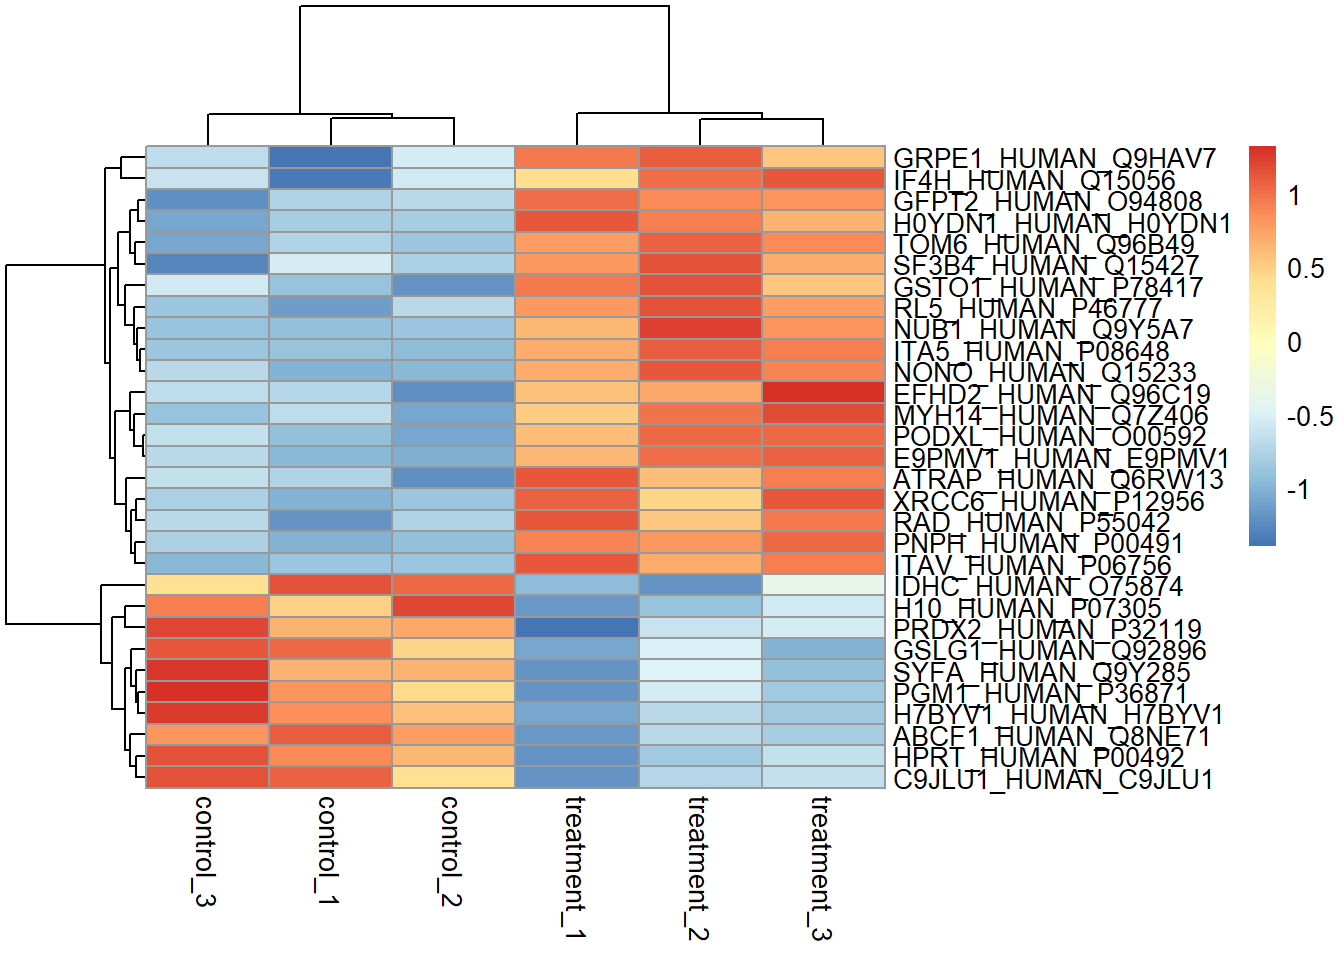 GRPE1_HUMAN_Q9HAV7
IF4H_HUMAN_Q15056
GFPT2_HUMAN_O94808
H0YDN1_HUMAN_H0YDN1
TOM6_HUMAN_Q96B49
SF3B4_HUMAN_Q15427
GSTO1_HUMAN_P78417
RL5_HUMAN_P46777
NUB1_HUMAN_Q9Y5A7
ITA5_HUMAN_P08648
NONO_HUMAN_Q15233
EFHD2_HUMAN_Q96C19
MYH14_HUMAN_Q7Z406
PODXL_HUMAN_O00592
E9PMV1_HUMAN_E9PMV1
ATRAP_HUMAN_Q6RW13
XRCC6_HUMAN_P12956
RAD_HUMAN_P55042
PNPH_HUMAN_P00491
ITAV_HUMAN_P06756
IDHC_HUMAN_O75874
H10_HUMAN_P07305
PRDX2_HUMAN_P32119
GSLG1_HUMAN_Q92896
SYFA_HUMAN_Q9Y285
PGM1_HUMAN_P36871
H7BYV1_HUMAN_H7BYV1
ABCF1_HUMAN_Q8NE71
HPRT_HUMAN_P00492
C9JLU1_HUMAN_C9JLU1
1
0.5
0
-0.5
-1
control_3
control_1
control_2
treatment_1
treatment_2
treatment_3